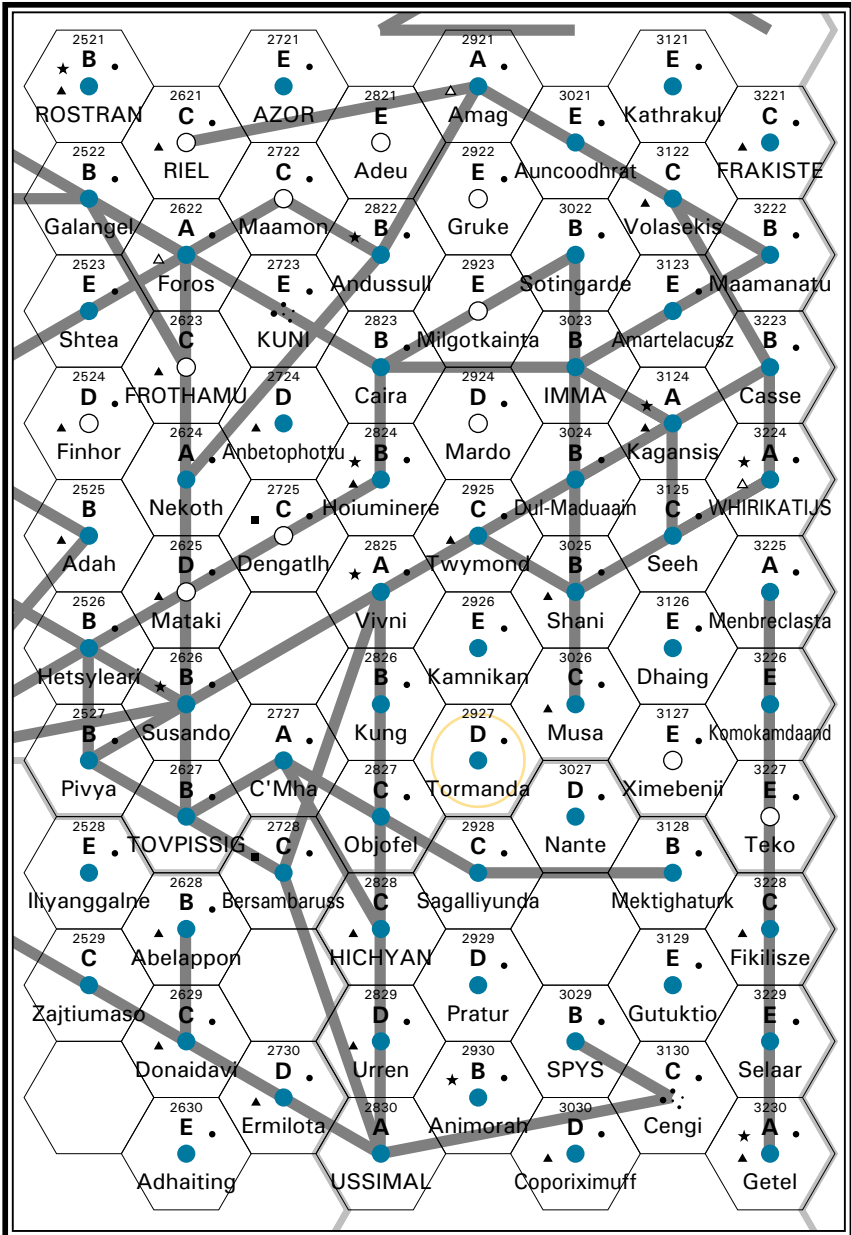 2521
B
ROSTRAN
2721
E
AZOR
2921
A
Amag
3121
E
Kathrakul
2621
C
RIEL
2821
E
Adeu
3021
E
Auncoodhrat
3221
C
FRAKISTE
2522
B
Galangel
2722
C
Maamon
2922
E
Gruke
3122
C
Volasekis
2622
A
Foros
2822
B
Andussull
3022
B
Sotingarde
3222
B
Maamanatu
2523
E
Shtea
2723
E
KUNI
2923
E
Milgotkainta
3123
E
Amartelacusz
2623
C
FROTHAMU
2823
B
Caira
3023
B
IMMA
3223
B
Casse
2524
D
Finhor
2724
D
Anbetophottu
2924
D
Mardo
3124
A
Kagansis
2624
A
Nekoth
2824
B
Hoiuminere
3024
B
Dul-Maduaain
3224
A
WHIRIKATIJS
2525
B
Adah
2725
C
Dengatlh
2925
C
Twymond
3125
C
Seeh
2625
D
Mataki
2825
A
Vivni
3025
B
Shani
3225
A
Menbreclasta
2526
B
Hetsyleari
2926
E
Kamnikan
3126
E
Dhaing
2626
B
Susando
2826
B
Kung
3026
C
Musa
3226
E
Komokamdaand
2527
B
Pivya
2727
A
C'Mha
2927
D
Tormanda
3127
E
Ximebenii
2627
B
TOVPISSIG
2827
C
Objofel
3027
D
Nante
3227
E
Teko
2528
E
Iliyanggalne
2728
C
Bersambaruss
2928
C
Sagalliyunda
3128
B
Mektighaturk
2628
B
Abelappon
2828
C
HICHYAN
3228
C
Fikilisze
2529
C
Zajtiumaso
2929
D
Pratur
3129
E
Gutuktio
2629
C
Donaidavi
2829
D
Urren
3029
B
SPYS
3229
E
Selaar
2730
D
Ermilota
2930
B
Animorah
3130
C
Cengi
2630
E
Adhaiting
2830
A
USSIMAL
3030
D
Coporiximuff
3230
A
Getel